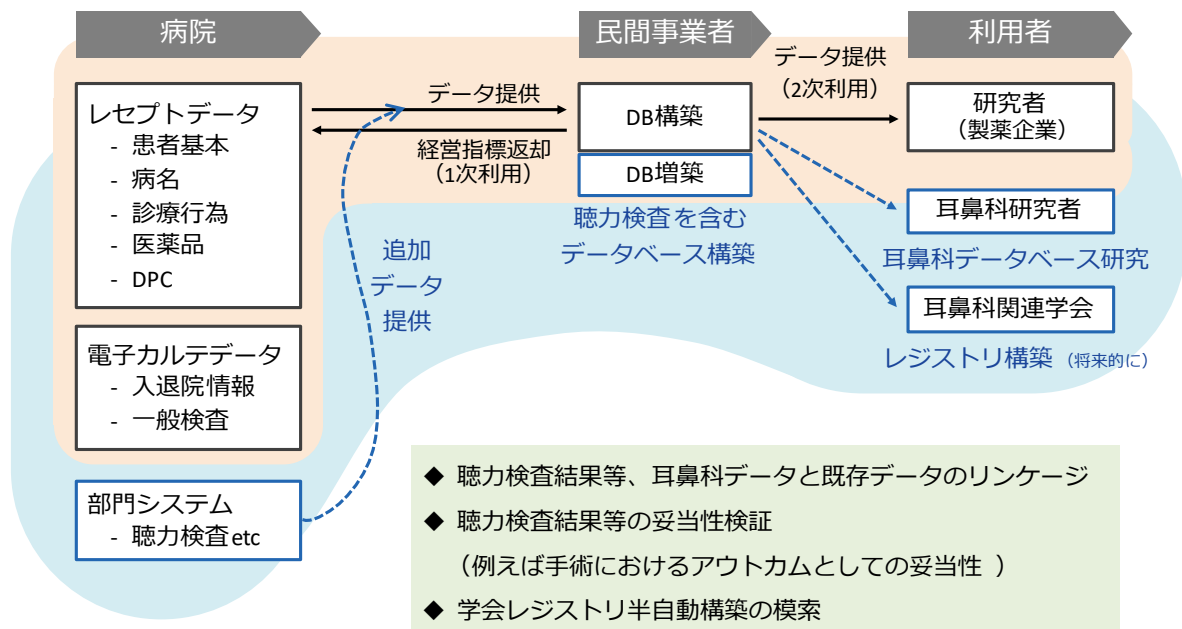 病院
民間事業者
利用者
レセプトデータ
- 患者基本
- 病名
- 診療行為
- 医薬品
- DPC
電子カルテデータ
- 入退院情報
- 一般検査
部門システム
- 聴力検査etc
データ提供
経営指標返却
（1次利用）
追加
データ
提供
DB構築
DB増築
聴力検査を含む
データベース構築
データ提供
（2次利用）
研究者
（製薬企業）
耳鼻科研究者
耳鼻科データベース研究
耳鼻科関連学会
レジストリ構築（将来的に）
◆ 聴力検査結果等、耳鼻科データと既存データのリンケージ
◆ 聴力検査結果等の妥当性検証
（例えば手術におけるアウトカムとしての妥当性 ）
◆ 学会レジストリ半自動構築の模索